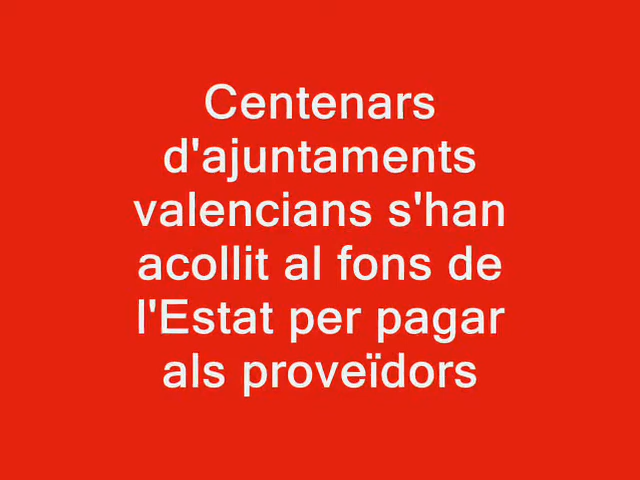 Centenars
d'ajuntaments
valencians s'han
acollit al fons de
l'Estat per pagar
als proveïdors